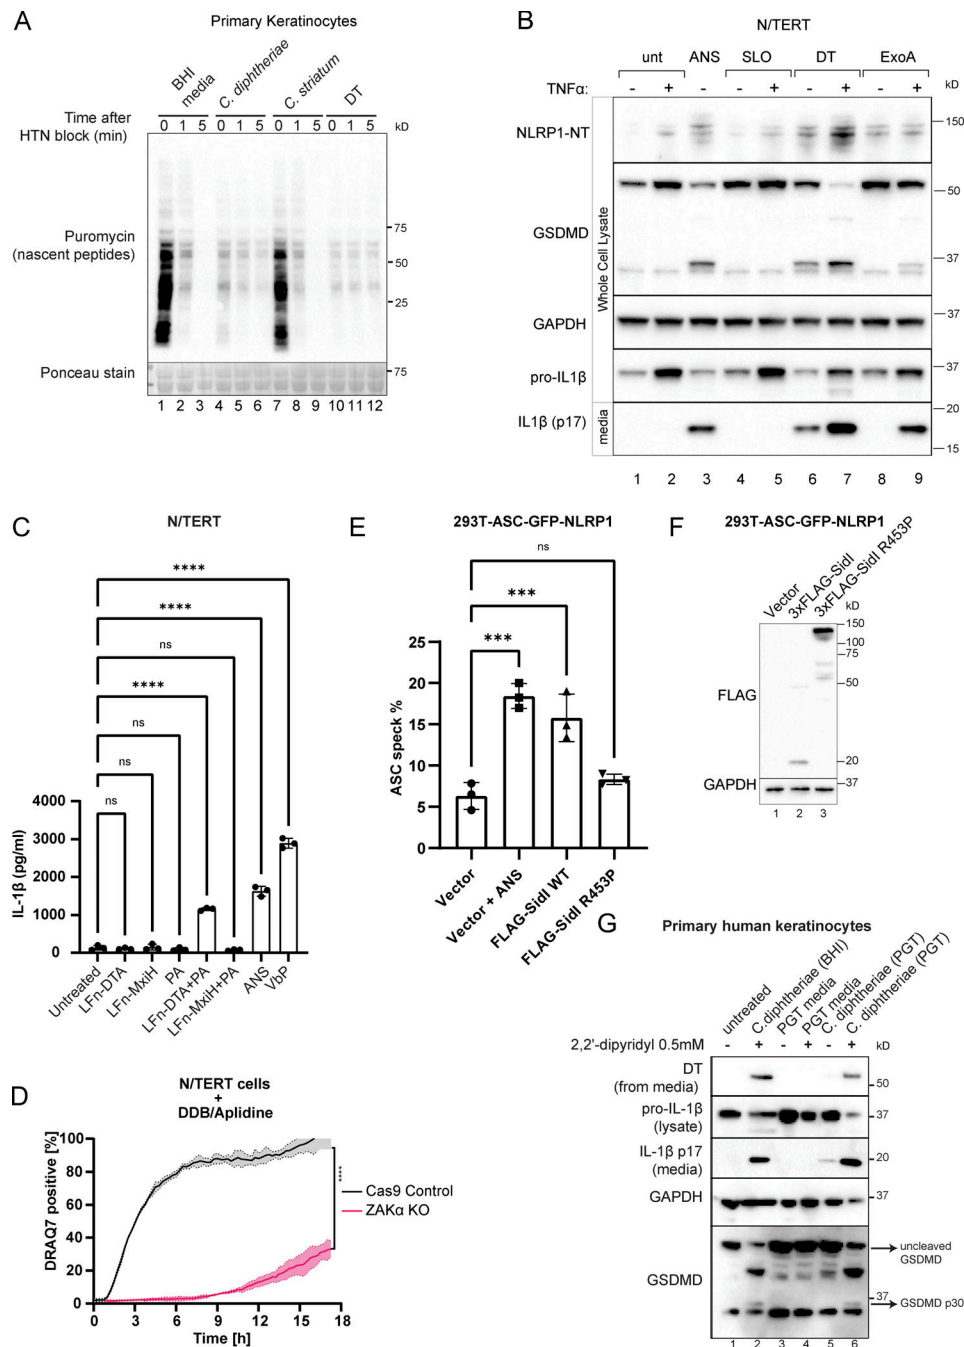 A
Primary Keratinocytes
BHI media
C. diphtheriae
C. striatum
DT
Time after HTN block (min)
0 1 5 0 1 5 0 1 5 0 1 5
kD
Puromycin (nascent peptides)
75
50
25
Ponceau stain
75
1 2 3 4 5 6 7 8 9 10 11 12
B
N/TERT
unt ANS SLO DT ExoA
TNFα: - + - - + - + - + kD
Whole Cell Lysate
NLRP1-NT
150
GSDMD
50
37
GAPDH
37
pro-IL1β
37
media
IL1β (p17)
20
15
1 2 3 4 5 6 7 8 9
C
N/TERT
****
****
ns
****
ns
ns
ns
IL-1β (pg/ml)
4000
3000
2000
1000
0
Untreated
LFn-DTA
LFn-MxiH
PA
LFn-DTA+PA
LFn-MxiH+PA
ANS
VbP
E
293T-ASC-GFP-NLRP1
ns
***
***
ASC speck %
25
20
15
10
5
0
Vector
Vector + ANS
FLAG-SidI WT
FLAG-SidI R453P
F
293T-ASC-GFP-NLRP1
Vector
3xFLAG-SidI
3xFLAG-SidI R453P
kD
150
100
75
FLAG
50
20
GAPDH
37
1 2 3
D
N/TERT cells
+
DDB/Aplidine
DRAQ7 positive [%]
100
80
60
40
20
0
****
Cas9 Control
ZAKα KO
0 3 6 9 12 15 18
Time [h]
G
Primary human keratinocytes
untreated
C.diphtheriae (BHI)
PGT media
PGT media
C. diphtheriae (PGT)
C. diphtheriae (PGT)
2,2'-dipyridyl 0.5mM - + - + - + kD
DT (from media)
50
pro-IL-1β (lysate)
37
IL-1β p17 (media)
20
GAPDH
37
GSDMD
uncleaved GSDMD
37
GSDMD p30
1 2 3 4 5 6